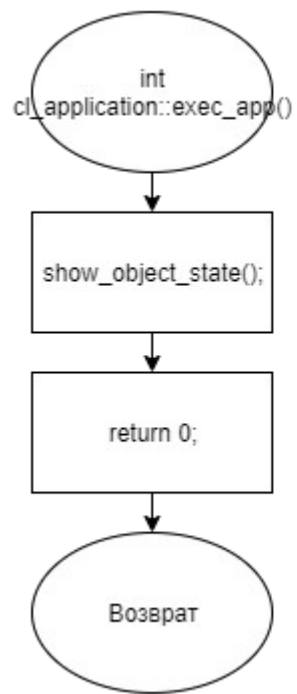 int
cl_application::exec_app()
show_object_state();
return 0;
Возврат